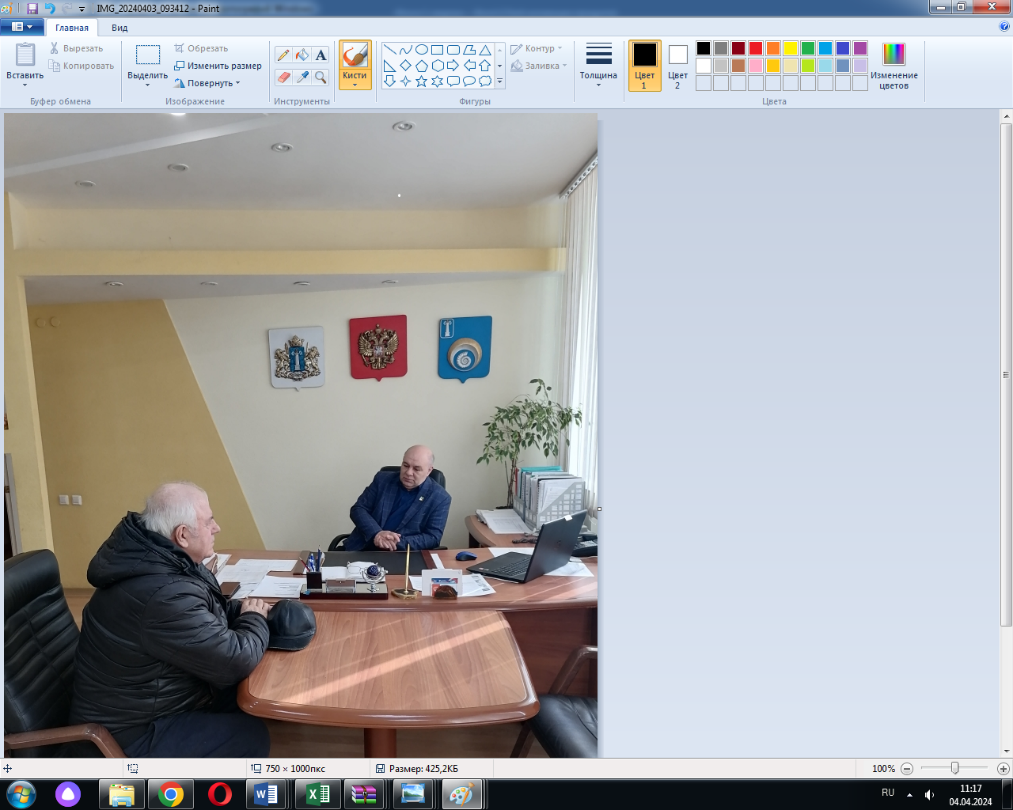 IMG_20240403_093412 - Paint
Главная Вид
Вставить
Вырезать
Копировать
Буфер обмена
Выделить
Обрезать
Изменить размер
Повернуть
Изображение
A
Инструменты
Кисти
Контур
Заливка
Фигуры
Толщина
Цвет
1
Цвет
2
Изменение
цветов
Цвета
750 × 1000пкс
Размер: 425,2КБ
100%
RU
11:17
04.04.2024